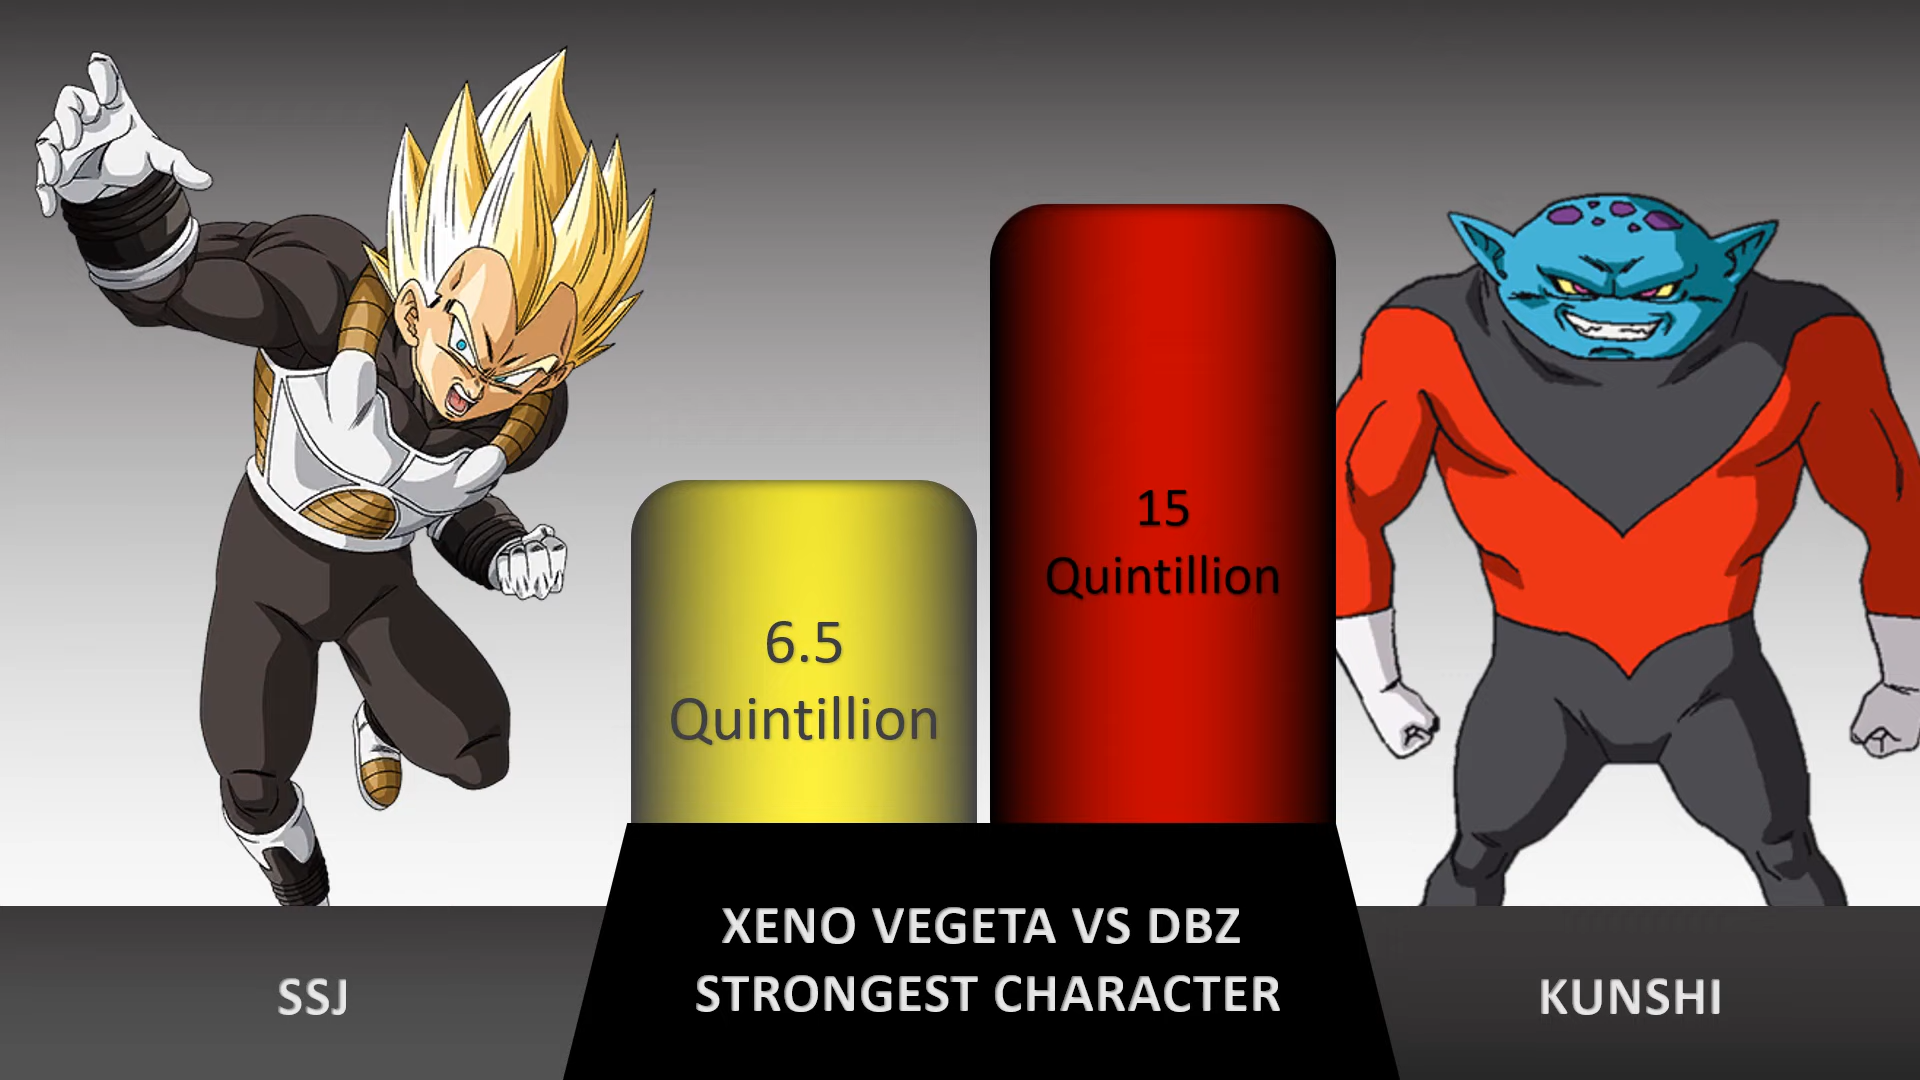 6.5
Quintillion
15
Quintillion
XENO VEGETA VS DBZ
STRONGEST CHARACTER
SSJ
KUNSHI